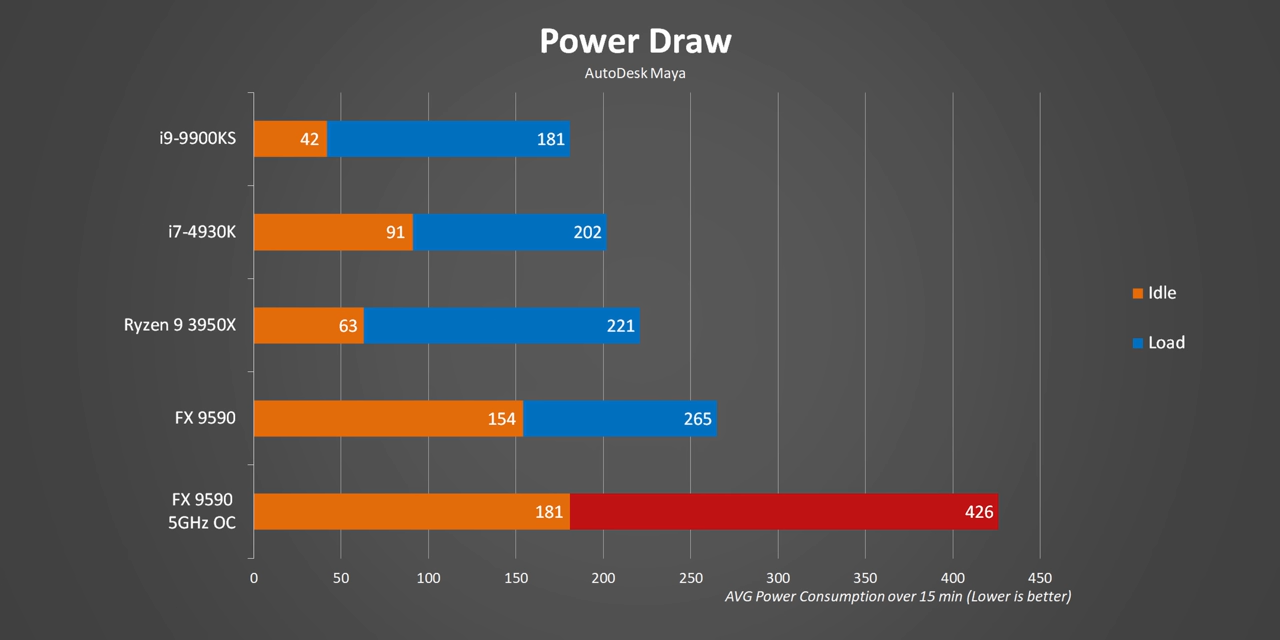 Power Draw
AutoDesk Maya
i9-9900KS
42
181
i7-4930K
91
202
Ryzen 9 3950X
63
221
FX 9590
154
265
FX 9590
5GHz OC
181
426
Idle
Load
0 50 100 150 200 250 300 350 400 450
AVG Power Consumption over 15 min (Lower is better)